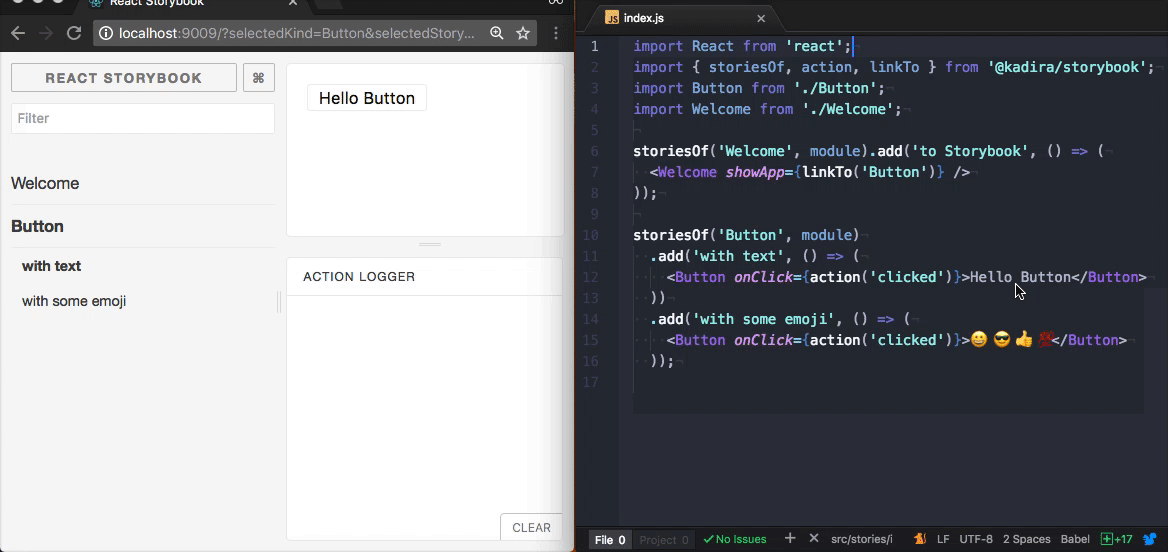 React Storybook
localhost:9009/?selectedKind=Button&selectedStory...
REACT STORYBOOK
⌘
Filter
Welcome
Button
with text
with some emoji
Hello Button
ACTION LOGGER
CLEAR
JS index.js
1 import React from 'react';
2 import { storiesOf, action, linkTo } from '@kadira/storybook';
3 import Button from './Button';
4 import Welcome from './Welcome';
5
6 storiesOf('Welcome', module).add('to Storybook', () => (
7 <Welcome showApp={linkTo('Button')} />
8 ));
9
10 storiesOf('Button', module)
11 .add('with text', () => (
12 <Button onClick={action('clicked')}>Hello Button</Button>
13 ))
14 .add('with some emoji', () => (
15 <Button onClick={action('clicked')}>😀 😎 👍 💯</Button>
16 ));
17
File 0 Project 0 ✓ No Issues + × src/stories/i LF UTF-8 2 Spaces Babel +17